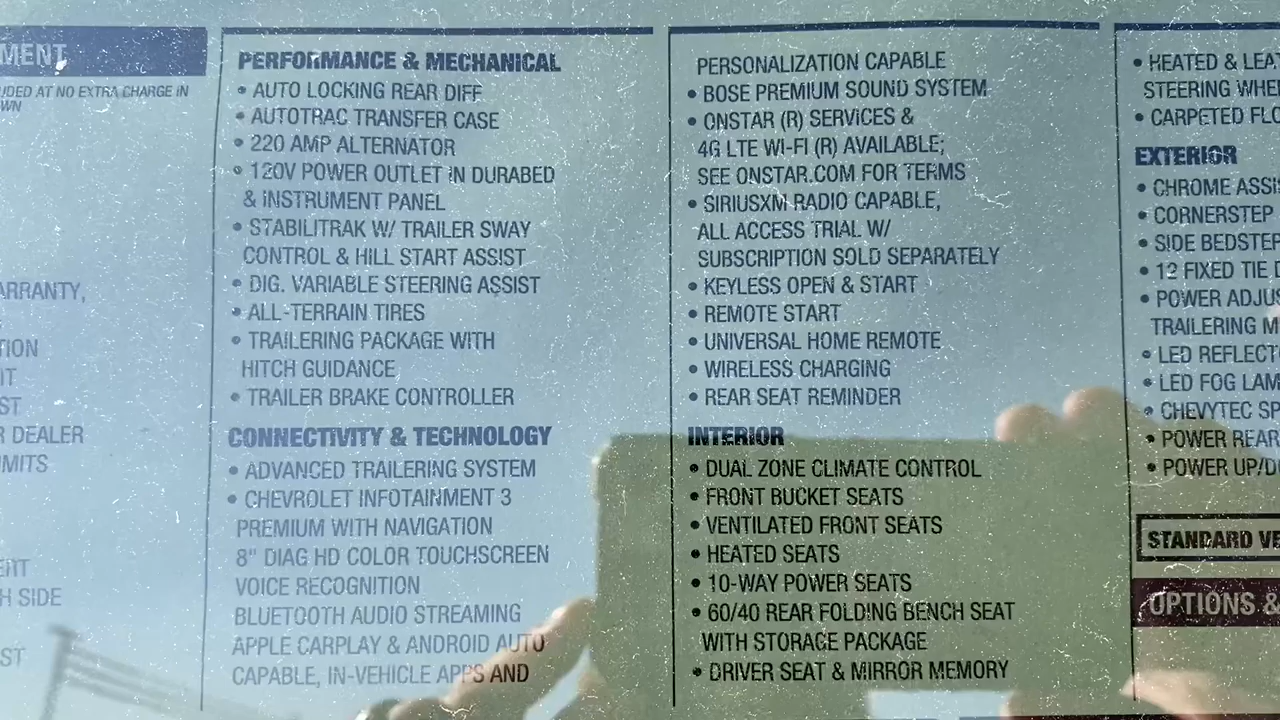 MENT
UDED AT NO EXTRA CHARGE IN
WN
ARRANTY,
TION
IT
ST
R DEALER
IMITS
ENT
H SIDE
ST
PERFORMANCE & MECHANICAL
• AUTO LOCKING REAR DIFF
• AUTOTRAC TRANSFER CASE
• 220 AMP ALTERNATOR
• 120V POWER OUTLET IN DURABED
& INSTRUMENT PANEL
• STABILITRAK W/ TRAILER SWAY
CONTROL & HILL START ASSIST
• DIG. VARIABLE STEERING ASSIST
• ALL-TERRAIN TIRES
• TRAILERING PACKAGE WITH
HITCH GUIDANCE
• TRAILER BRAKE CONTROLLER
CONNECTIVITY & TECHNOLOGY
• ADVANCED TRAILERING SYSTEM
• CHEVROLET INFOTAINMENT 3
PREMIUM WITH NAVIGATION
8" DIAG HD COLOR TOUCHSCREEN
VOICE RECOGNITION
BLUETOOTH AUDIO STREAMING
APPLE CARPLAY & ANDROID AUTO
CAPABLE, IN-VEHICLE APPS AND
PERSONALIZATION CAPABLE
• BOSE PREMIUM SOUND SYSTEM
• ONSTAR (R) SERVICES &
4G LTE WI-FI (R) AVAILABLE;
SEE ONSTAR.COM FOR TERMS
• SIRIUSXM RADIO CAPABLE,
ALL ACCESS TRIAL W/
SUBSCRIPTION SOLD SEPARATELY
• KEYLESS OPEN & START
• REMOTE START
• UNIVERSAL HOME REMOTE
• WIRELESS CHARGING
• REAR SEAT REMINDER
INTERIOR
• DUAL ZONE CLIMATE CONTROL
• FRONT BUCKET SEATS
• VENTILATED FRONT SEATS
• HEATED SEATS
• 10-WAY POWER SEATS
• 60/40 REAR FOLDING BENCH SEAT
WITH STORAGE PACKAGE
• DRIVER SEAT & MIRROR MEMORY
• HEATED & LEA
STEERING WHE
• CARPETED FLO
EXTERIOR
• CHROME ASSI
• CORNERSTEP
• SIDE BEDSTEP
• 12 FIXED TIE D
• POWER ADJUS
TRAILERING M
• LED REFLECTO
• LED FOG LAM
• CHEVYTEC SP
• POWER REAR
• POWER UP/D
STANDARD VE
OPTIONS &